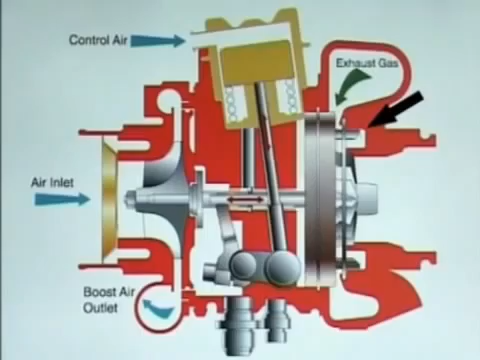 Control Air
Exhaust Gas
Air Inlet
Boost Air
Outlet